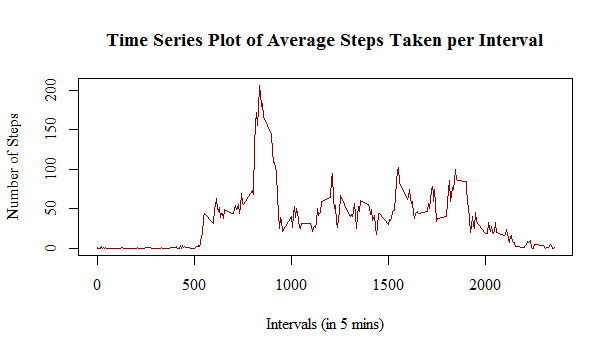 Time Series Plot of Average Steps Taken per Interval
Number of Steps
200
150
100
50
0
0 500 1000 1500 2000
Intervals (in 5 mins)